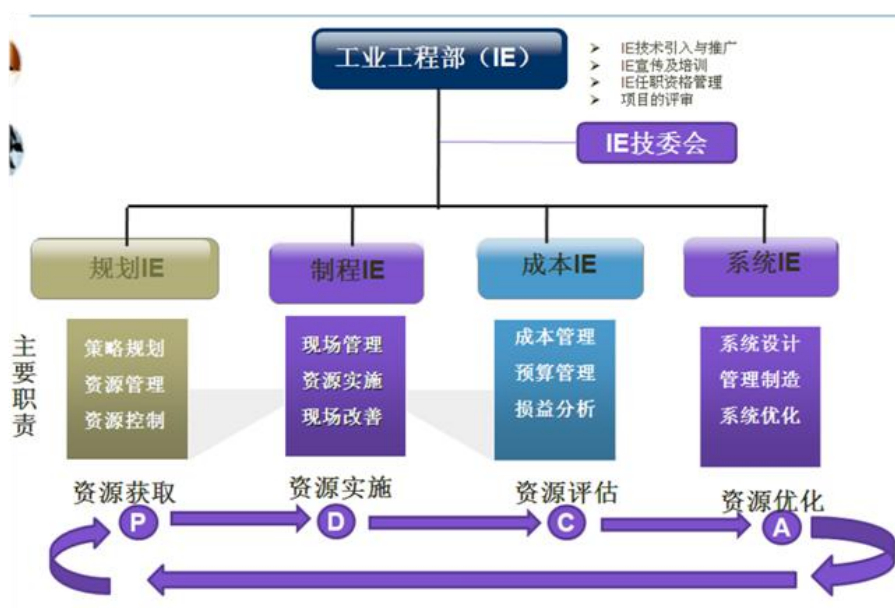 工业工程部（IE）
➢ IE技术引入与推广
➢ IE宣传及培训
➢ IE任职资格管理
➢ 项目的评审
IE技委会
规划IE
制程IE
成本IE
系统IE
主要职责
策略规划
资源管理
资源控制
现场管理
资源实施
现场改善
成本管理
预算管理
损益分析
系统设计
管理制造
系统优化
资源获取
资源实施
资源评估
资源优化
P
D
C
A